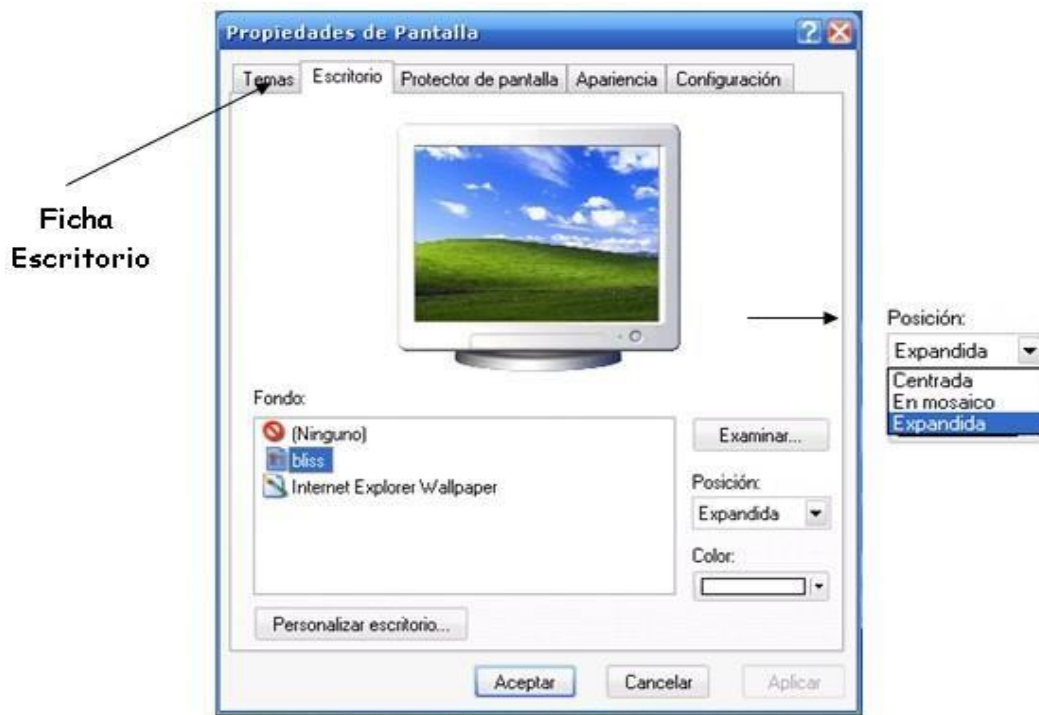 Propiedades de Pantalla
Temas Escritorio Protector de pantalla Apariencia Configuración
Ficha
Escritorio
Fondo:
(Ninguno)
bliss
Internet Explorer Wallpaper
Examinar...
Posición:
Expandida
Color:
Personalizar escritorio...
Aceptar Cancelar Aplicar
Posición:
Expandida
Centrada
En mosaico
Expandida